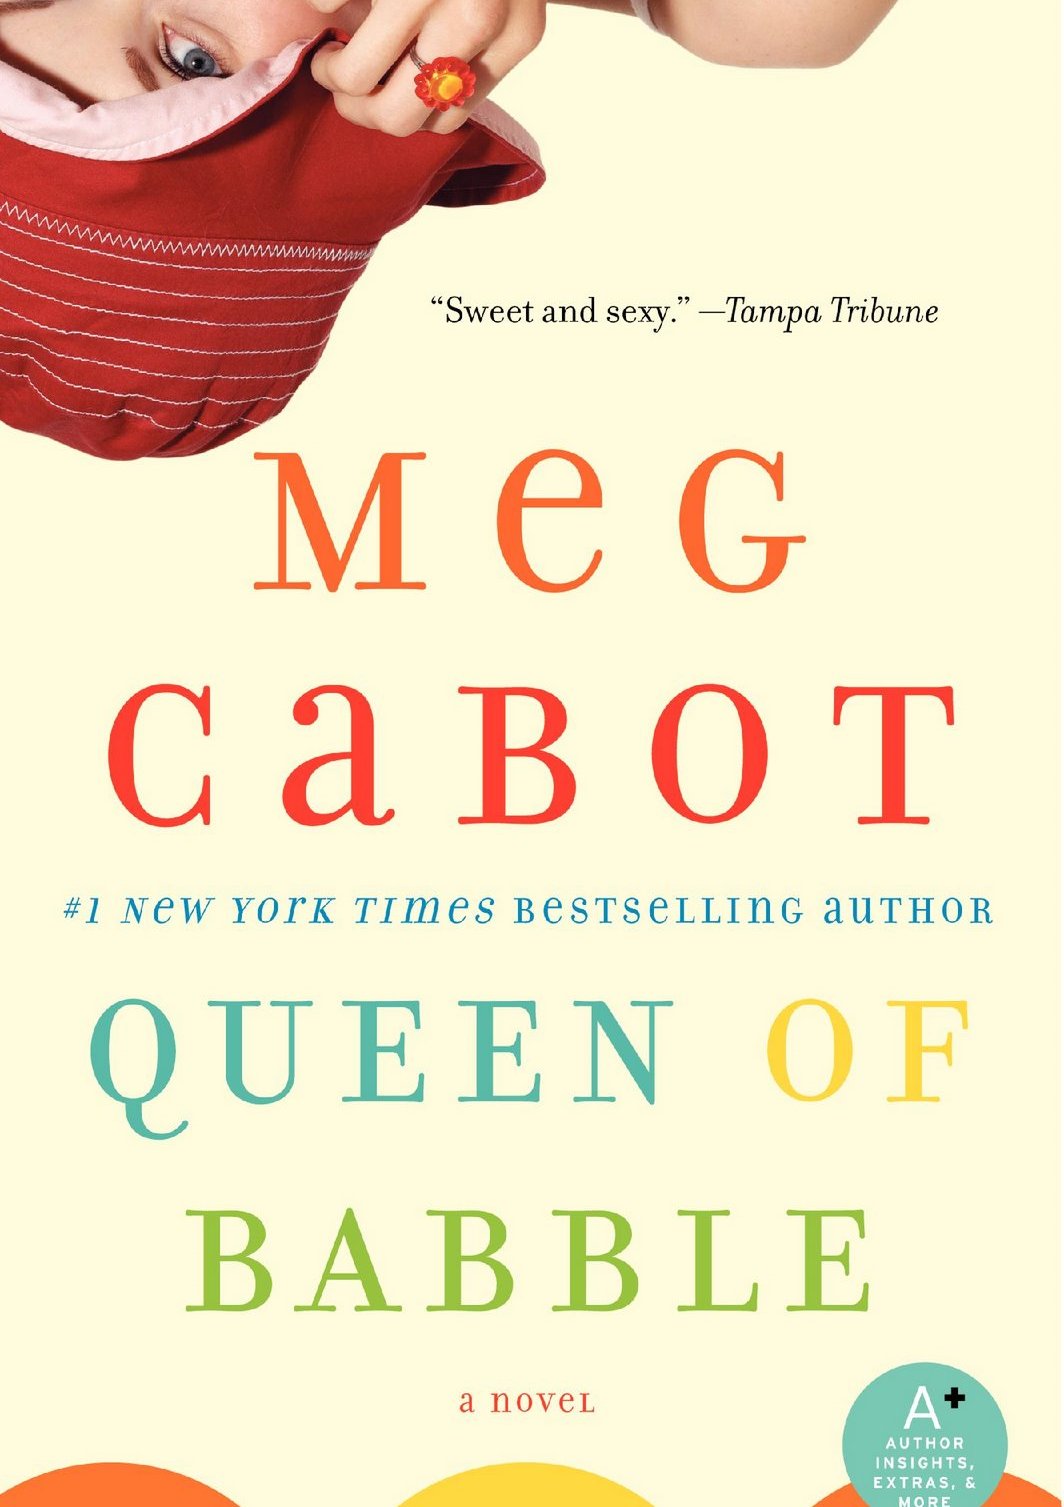 “Sweet and sexy.” —Tampa Tribune
MeG
CaBOT
#1 New York Times Bestselling author
QUEEN OF
BABBLE
a novel
A+
AUTHOR
INSIGHTS,
EXTRAS, &
MORE